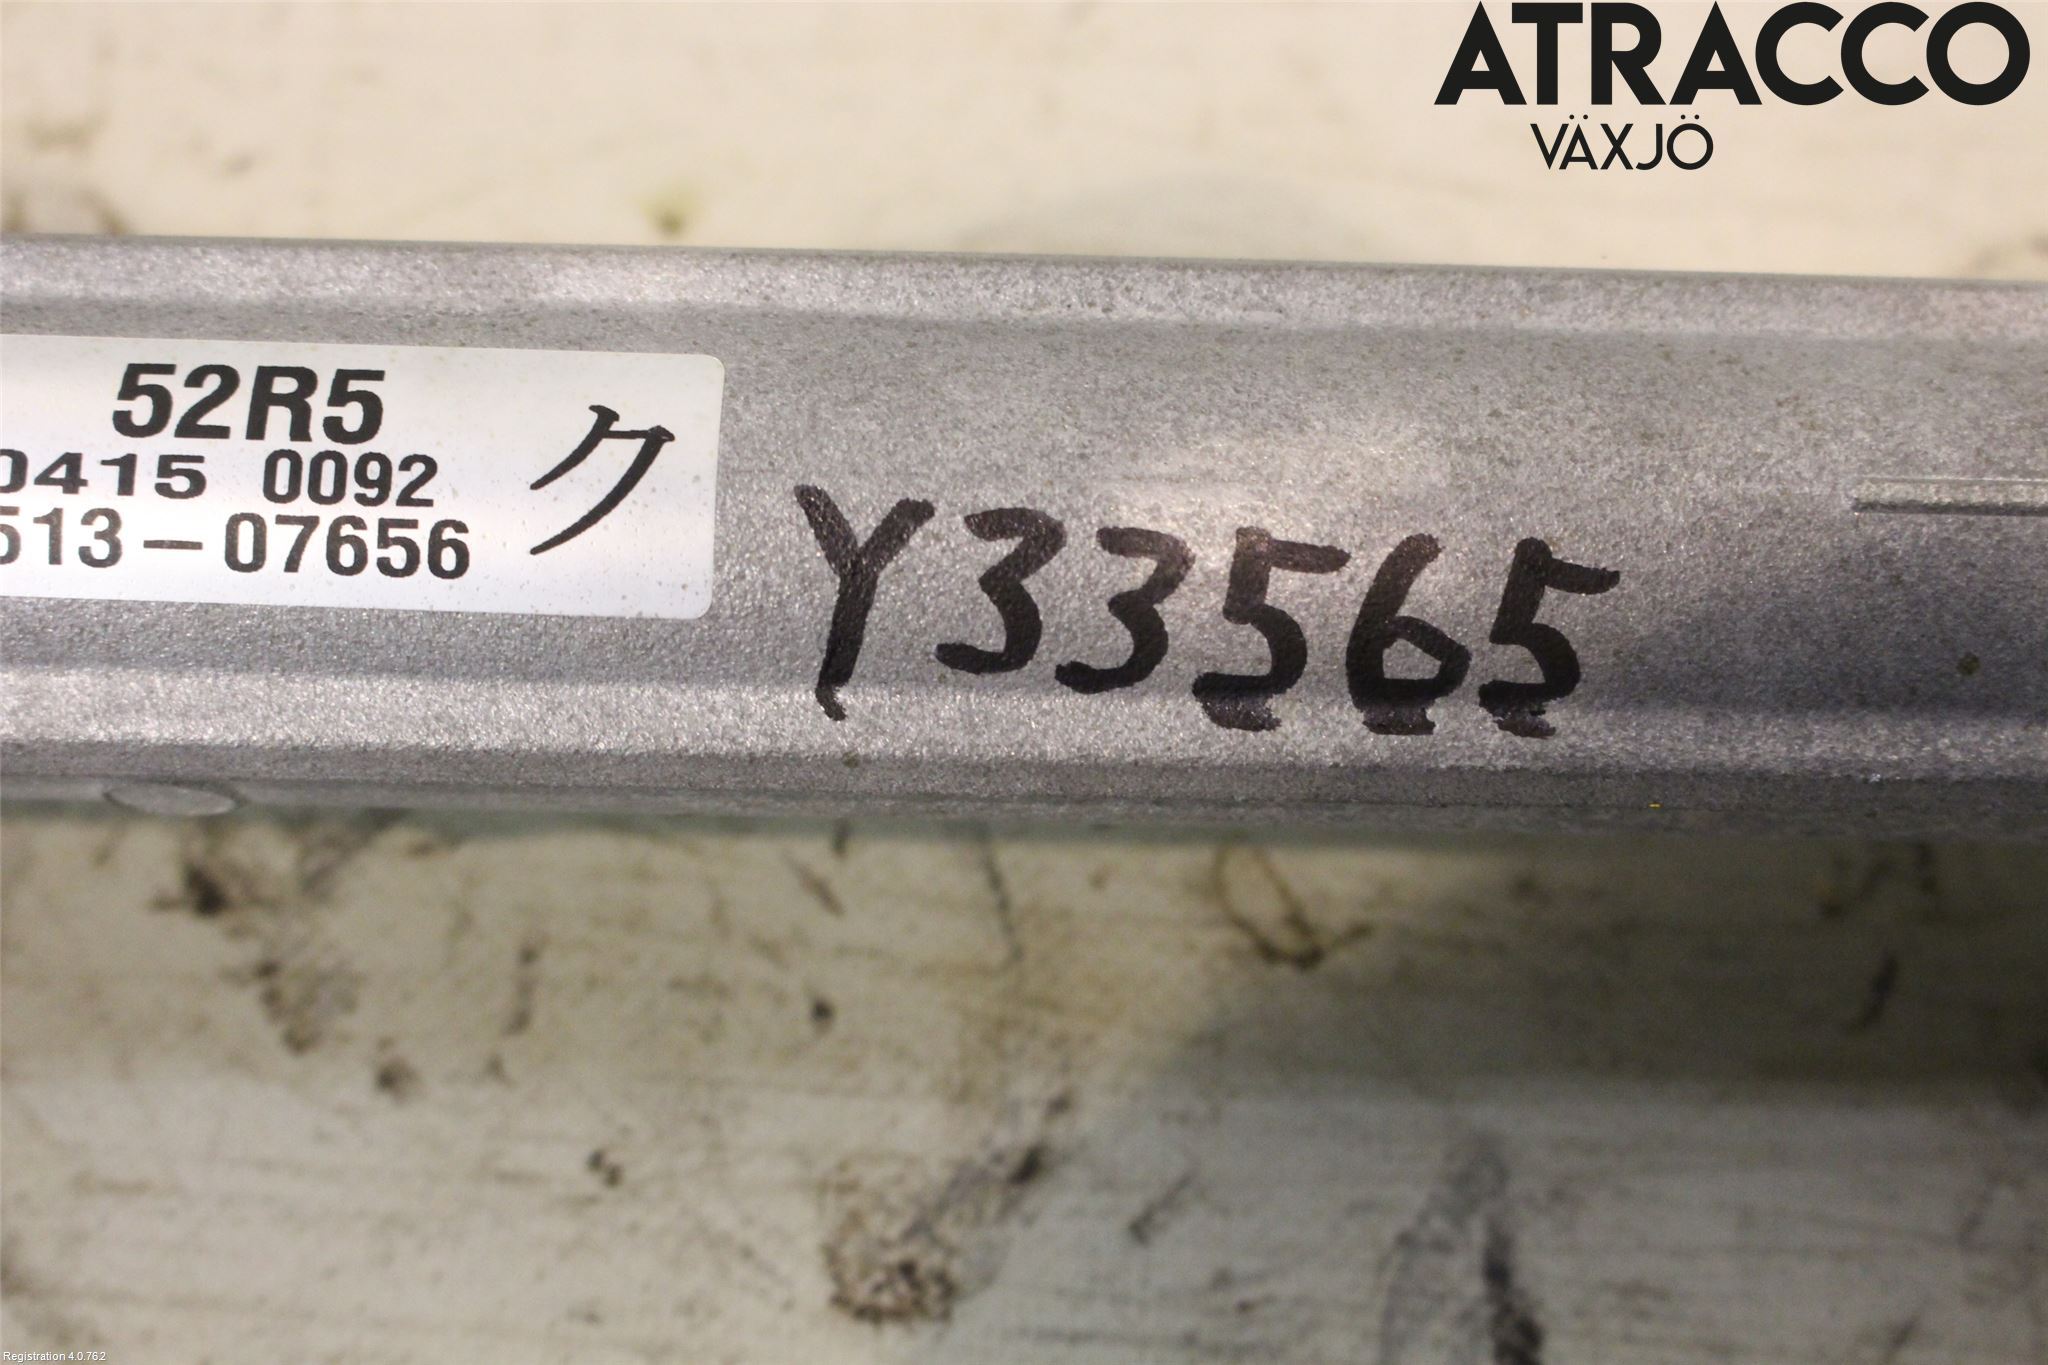 ATRACCO
VÄXJÖ
52R5
0415 0092
513-07656
ク
Y33565
Registration 4.0.762